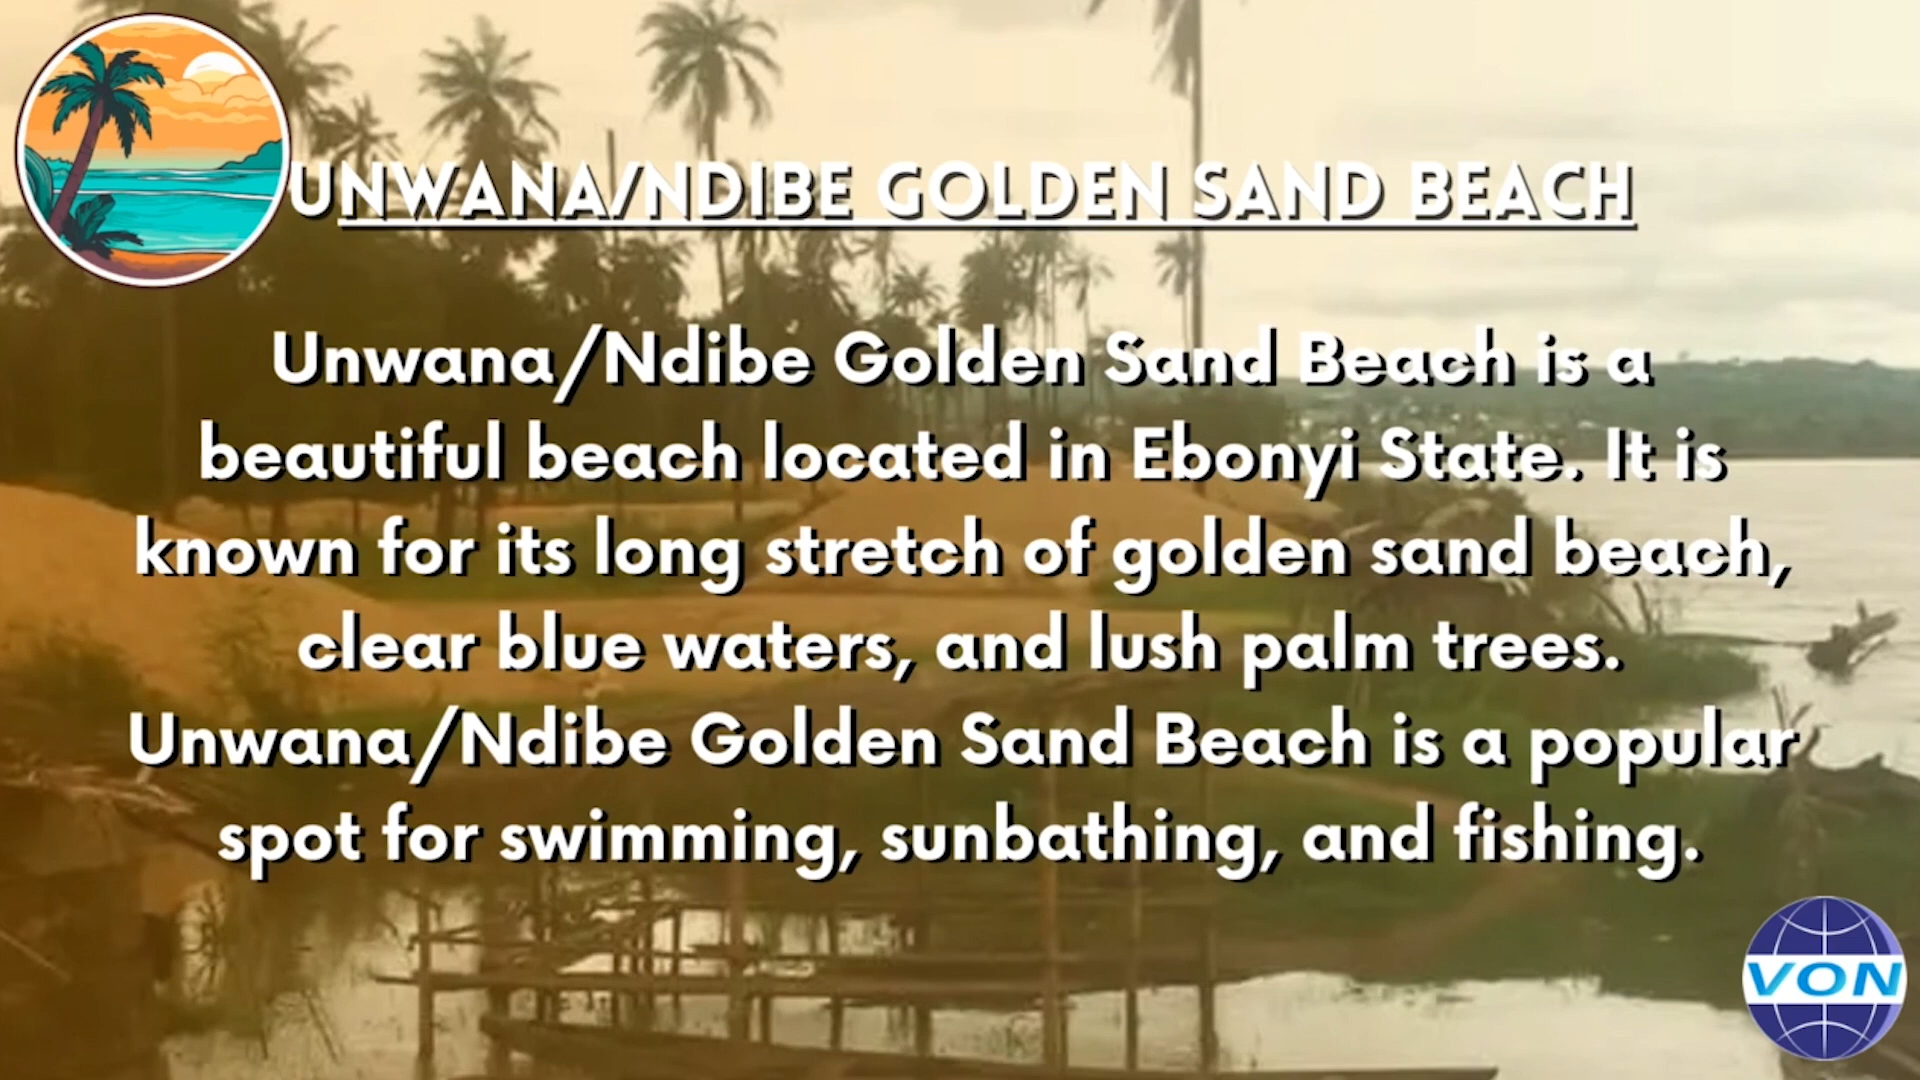 UNWANA/NDIBE GOLDEN SAND BEACH
Unwana/Ndibe Golden Sand Beach is a
beautiful beach located in Ebonyi State. It is
known for its long stretch of golden sand beach,
clear blue waters, and lush palm trees.
Unwana/Ndibe Golden Sand Beach is a popular
spot for swimming, sunbathing, and fishing.
VON